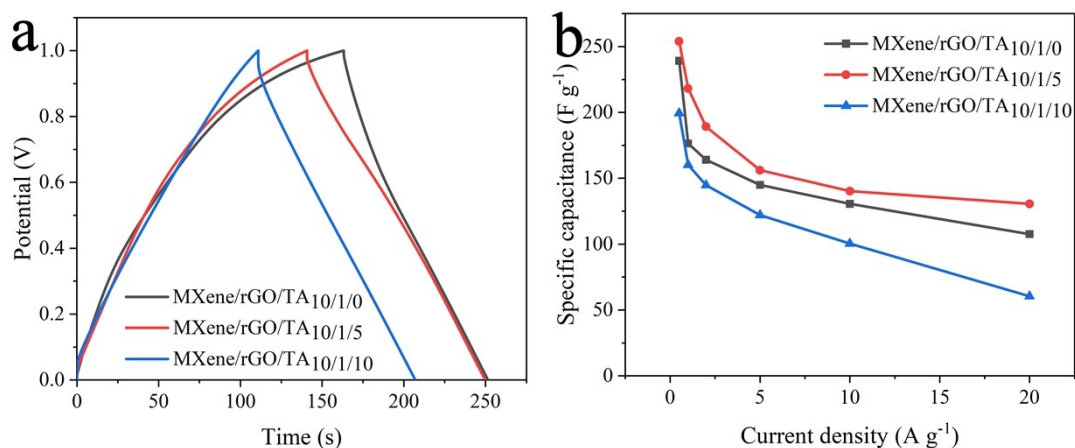 a
Potential (V)
1.0
0.8
0.6
0.4
0.2
0.0
0
50
100
150
200
250
Time (s)
MXene/rGO/TA10/1/0
MXene/rGO/TA10/1/5
MXene/rGO/TA10/1/10
b
Specific capacitance (F g-1)
250
200
150
100
50
0
0
5
10
15
20
Current density (A g-1)
MXene/rGO/TA10/1/0
MXene/rGO/TA10/1/5
MXene/rGO/TA10/1/10